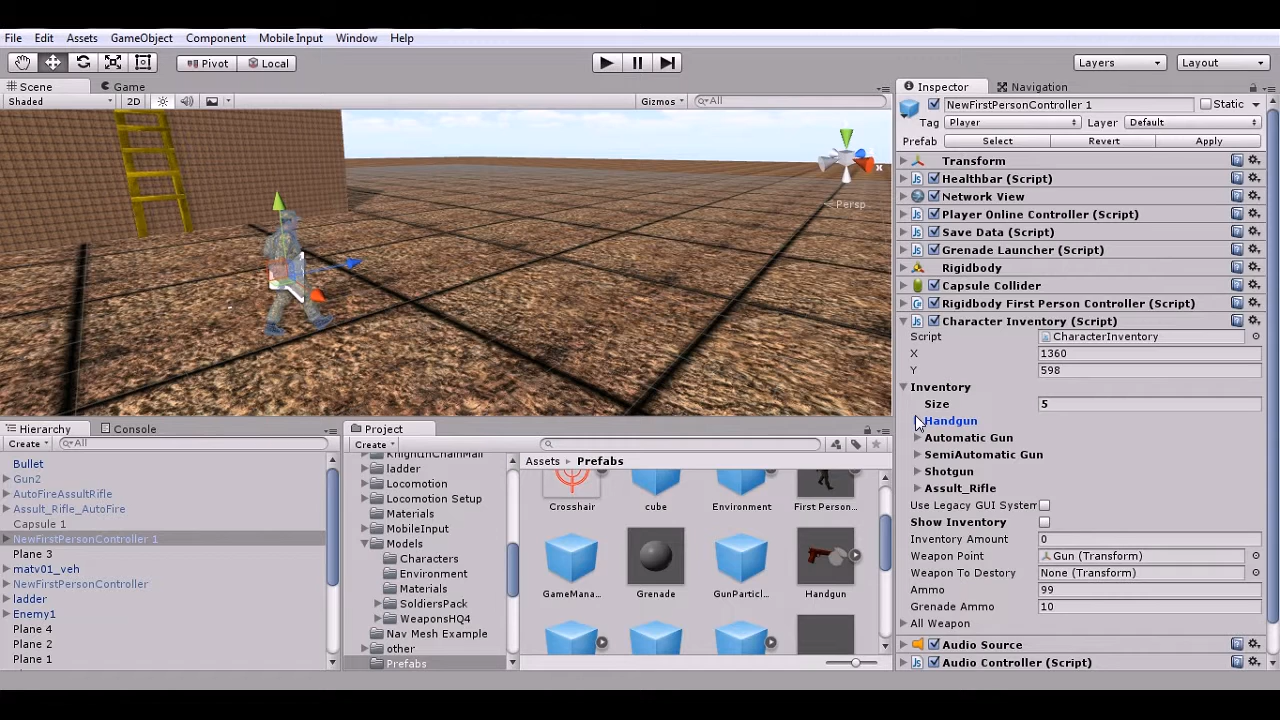 File Edit Assets GameObject Component Mobile Input Window Help
Pivot Local Layers Layout
Scene Game
Shaded 2D Gizmos All
Persp
x
Inspector Navigation
NewFirstPersonController 1 Static
Tag Player Layer Default
Prefab Select Revert Apply
Transform
Healthbar (Script)
Network View
Player Online Controller (Script)
Save Data (Script)
Grenade Launcher (Script)
Rigidbody
Capsule Collider
Rigidbody First Person Controller (Script)
Character Inventory (Script)
Script CharacterInventory
X 1360
Y 598
Inventory
Size 5
Handgun
Automatic Gun
SemiAutomatic Gun
Shotgun
Assult_Rifle
Use Legacy GUI System
Show Inventory
Inventory Amount 0
Weapon Point Gun (Transform)
Weapon To Destory None (Transform)
Ammo 99
Grenade Ammo 10
All Weapon
Audio Source
Audio Controller (Script)
Hierarchy Console
Create All
Bullet
Gun2
AutoFireAssultRifle
Assult_Rifle_AutoFire
Capsule 1
NewFirstPersonController 1
Plane 3
matv01_veh
NewFirstPersonController
ladder
Enemy1
Plane 4
Plane 2
Plane 1
Project
Create
KnightInChainMail
ladder
Locomotion
Locomotion Setup
Materials
MobileInput
Models
Characters
Environment
Materials
SoldiersPack
WeaponsHQ4
Nav Mesh Example
other
Prefabs
Assets Prefabs
Crosshair cube Environment First Person...
GameMana... Grenade GunParticl... Handgun